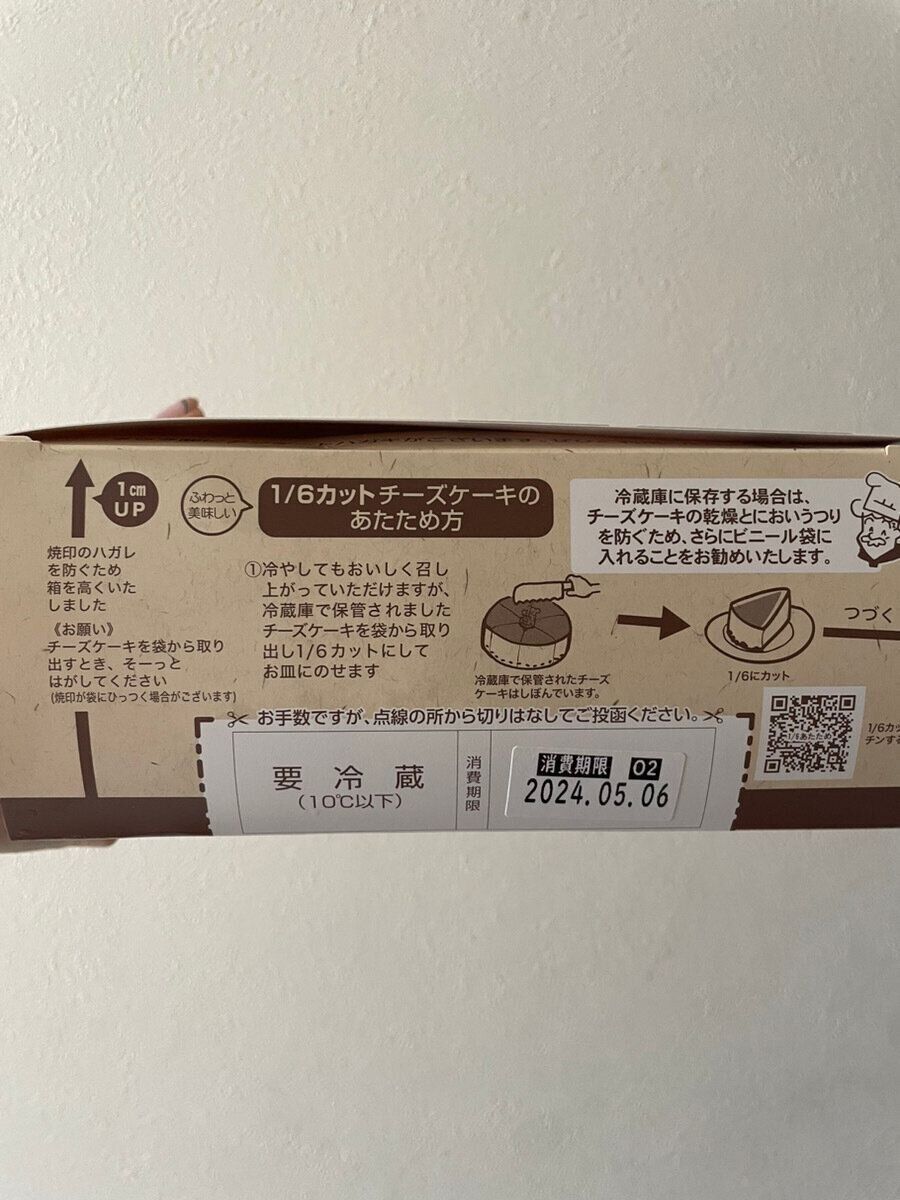 1cm
UP
焼印のハガレ
を防ぐため
箱を高くいた
しました
《お願い》
チーズケーキを袋から取り
出すとき、そーっと
はがしてください
(焼印が袋にひっつく場合がございます)
ふわっと
美味しい
1/6カットチーズケーキの
あたため方
①冷やしてもおいしく召し
上がっていただけますが、
冷蔵庫で保管されました
チーズケーキを袋から取り
出し1/6カットにして
お皿にのせます
冷蔵庫に保存する場合は、
チーズケーキの乾燥とにおいうつり
を防ぐため、さらにビニール袋に
入れることをお勧めいたします。
冷蔵庫で保管されたチーズ
ケーキはしぼんでいます。
1/6にカット
つづく
1/6あたため
1/6カッ
チンする
お手数ですが、点線の所から切りはなしてご投函ください。
要冷蔵
(10℃以下)
消費期限
消費期限 02
2024.05.06